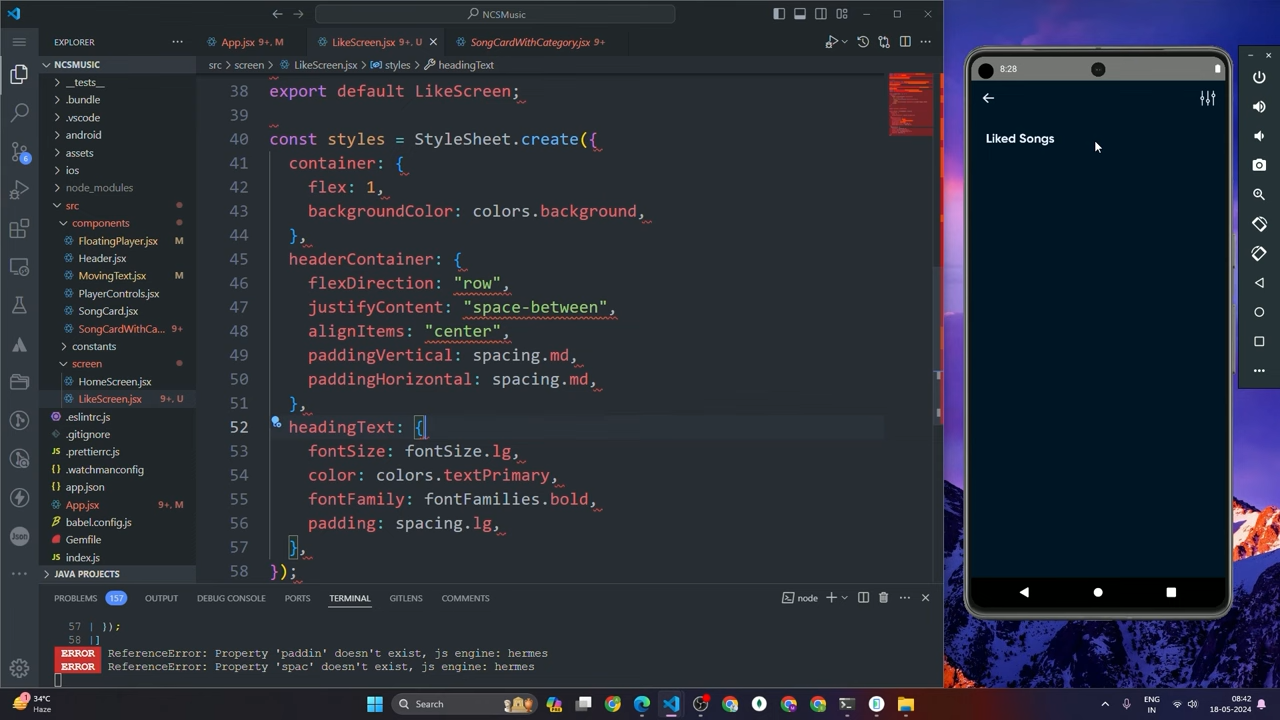 NCSMusic
EXPLORER
App.jsx 9+, M
LikeScreen.jsx 9+, U
SongCardWithCategory.jsx 9+
NCSMUSIC
src > screen > LikeScreen.jsx > styles > headingText
__tests__
.bundle
.vscode
android
assets
ios
node_modules
src
components
FloatingPlayer.jsx M
Header.jsx
MovingText.jsx M
PlayerControls.jsx
SongCard.jsx
SongCardWithCa... 9+
constants
screen
HomeScreen.jsx
LikeScreen.jsx 9+, U
.eslintrc.js
.gitignore
.prettierrc.js
.watchmanconfig
app.json
App.jsx 9+, M
babel.config.js
Gemfile
index.js
JAVA PROJECTS
6
Json
38 export default LikeScreen;
39
40 const styles = StyleSheet.create({
41 container: {
42 flex: 1,
43 backgroundColor: colors.background,
44 },
45 headerContainer: {
46 flexDirection: "row",
47 justifyContent: "space-between",
48 alignItems: "center",
49 paddingVertical: spacing.md,
50 paddingHorizontal: spacing.md,
51 },
52 headingText: {
53 fontSize: fontSize.lg,
54 color: colors.textPrimary,
55 fontFamily: fontFamilies.bold,
56 padding: spacing.lg,
57 },
58 });
PROBLEMS 157 OUTPUT DEBUG CONSOLE PORTS TERMINAL GITLENS COMMENTS
node
57 | });
58 |
ERROR ReferenceError: Property 'paddin' doesn't exist, js engine: hermes
ERROR ReferenceError: Property 'spac' doesn't exist, js engine: hermes
8:28
Liked Songs
34°C
Haze
Search
ENG
IN
08:42
18-05-2024